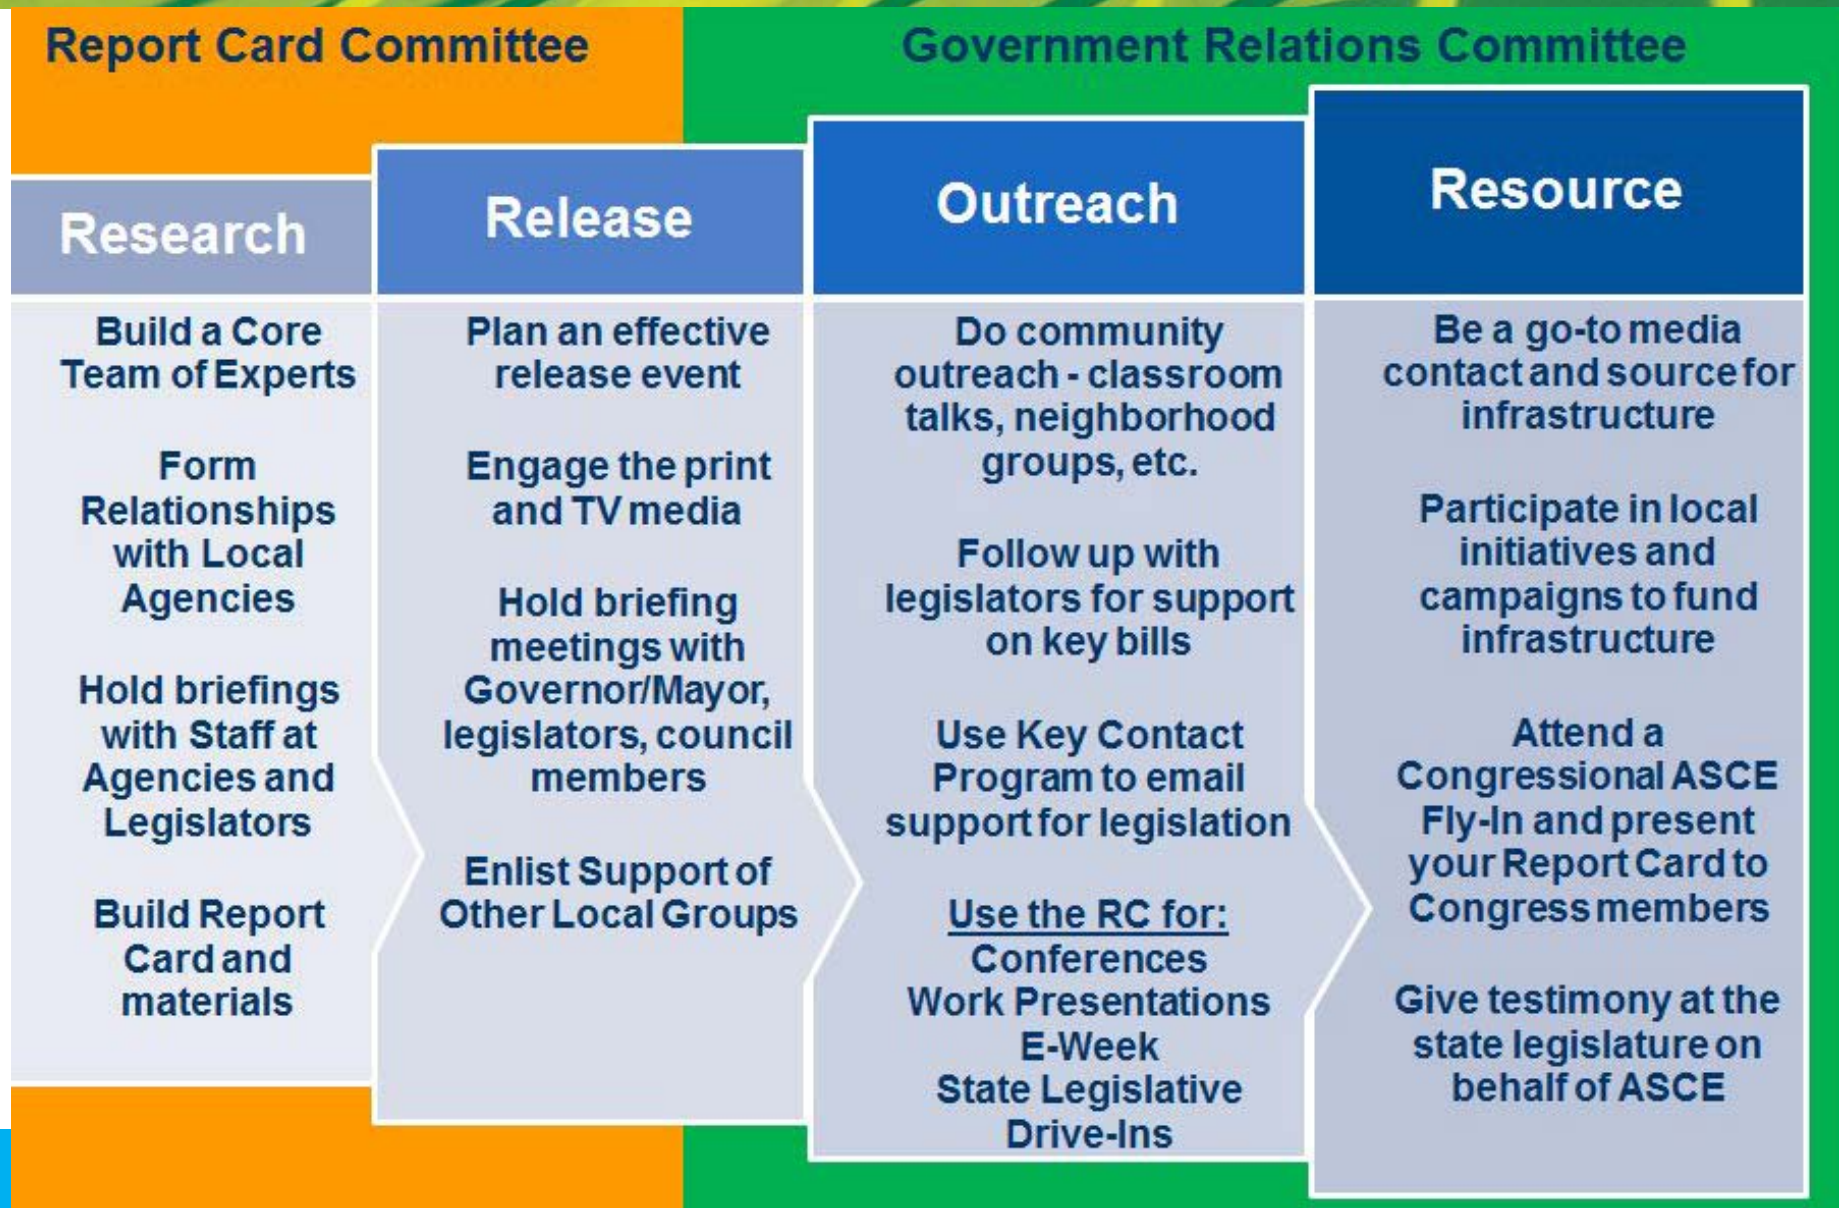 Report Card Committee
Government Relations Committee
Research
Build a Core
Team of Experts
Form
Relationships
with Local
Agencies
Hold briefings
with Staff at
Agencies and
Legislators
Build Report
Card and
materials
Release
Plan an effective
release event
Engage the print
and TV media
Hold briefing
meetings with
Governor/Mayor,
legislators, council
members
Enlist Support of
Other Local Groups
Outreach
Do community
outreach - classroom
talks, neighborhood
groups, etc.
Follow up with
legislators for support
on key bills
Use Key Contact
Program to email
support for legislation
Use the RC for:
Conferences
Work Presentations
E-Week
State Legislative
Drive-Ins
Resource
Be a go-to media
contact and source for
infrastructure
Participate in local
initiatives and
campaigns to fund
infrastructure
Attend a
Congressional ASCE
Fly-In and present
your Report Card to
Congress members
Give testimony at the
state legislature on
behalf of ASCE